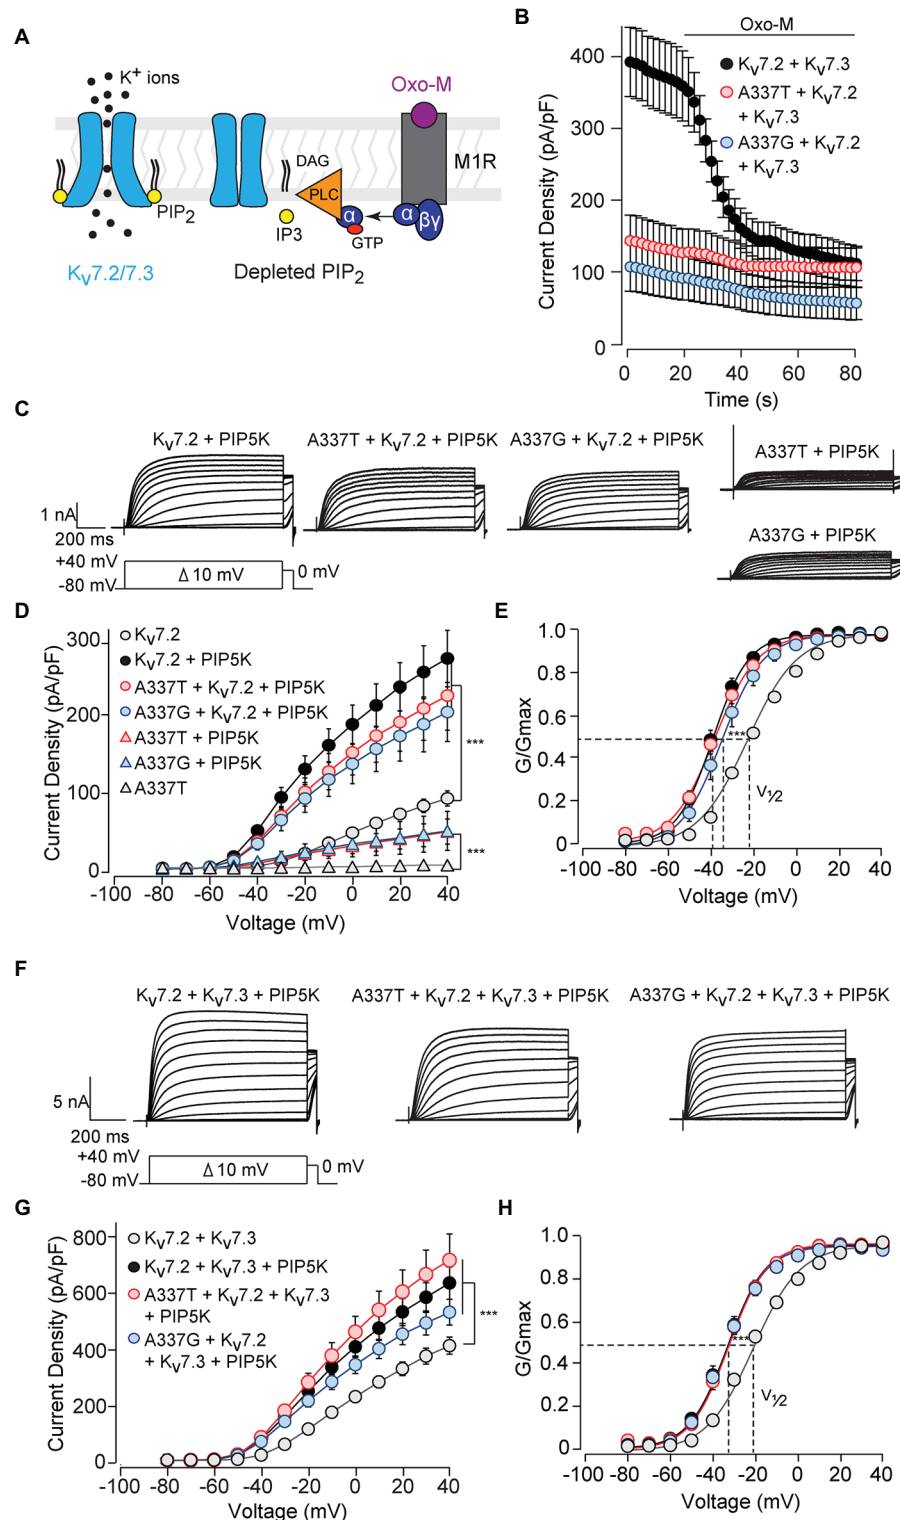 A
K+ ions
Oxo-M
DAG
PLC
M1R
PIP2
IP3
α
α
βγ
GTP
Kv7.2/7.3
Depleted PIP2
B
Oxo-M
Kv7.2 + Kv7.3
A337T + Kv7.2
+ Kv7.3
A337G + Kv7.2
+ Kv7.3
Current Density (pA/pF)
400
300
200
100
0
0 20 40 60 80
Time (s)
C
Kv7.2 + PIP5K
A337T + Kv7.2 + PIP5K
A337G + Kv7.2 + PIP5K
A337T + PIP5K
A337G + PIP5K
1 nA
200 ms
+40 mV
-80 mV
Δ 10 mV
0 mV
D
Kv7.2
Kv7.2 + PIP5K
A337T + Kv7.2 + PIP5K
A337G + Kv7.2 + PIP5K
A337T + PIP5K
A337G + PIP5K
A337T
***
***
Current Density (pA/pF)
300
200
100
0
-100 -80 -60 -40 -20 0 20 40
Voltage (mV)
E
G/Gmax
1.0
0.8
0.6
0.4
0.2
0
***
V½
-100 -80 -60 -40 -20 0 20 40
Voltage (mV)
F
Kv7.2 + Kv7.3 + PIP5K
A337T + Kv7.2 + Kv7.3 + PIP5K
A337G + Kv7.2 + Kv7.3 + PIP5K
5 nA
200 ms
+40 mV
-80 mV
Δ 10 mV
0 mV
G
Kv7.2 + Kv7.3
Kv7.2 + Kv7.3 + PIP5K
A337T + Kv7.2 + Kv7.3
+ PIP5K
A337G + Kv7.2
+ Kv7.3 + PIP5K
***
Current Density (pA/pF)
800
600
400
200
0
-100 -80 -60 -40 -20 0 20 40
Voltage (mV)
H
G/Gmax
1.0
0.8
0.6
0.4
0.2
0
***
V½
-100 -80 -60 -40 -20 0 20 40
Voltage (mV)